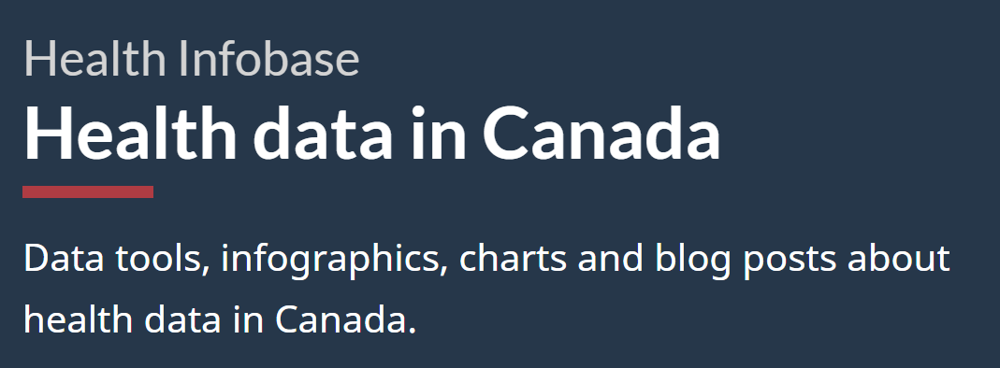 Health Infobase
Health data in Canada
Data tools, infographics, charts and blog posts about
health data in Canada.